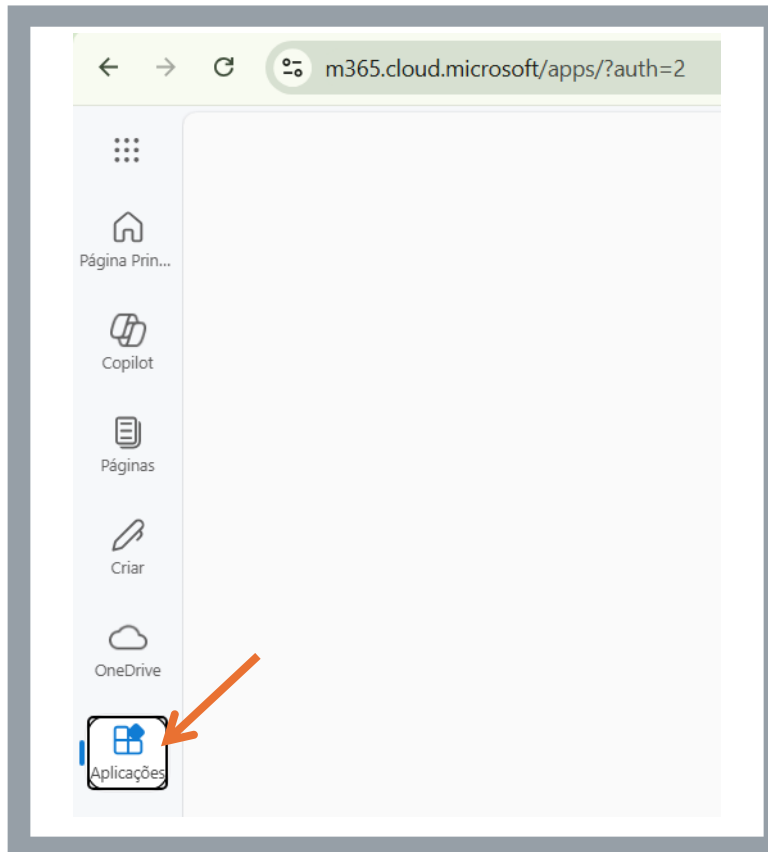 m365.cloud.microsoft/apps/?auth=2
Página Prin...
Copilot
Páginas
Criar
OneDrive
Aplicações